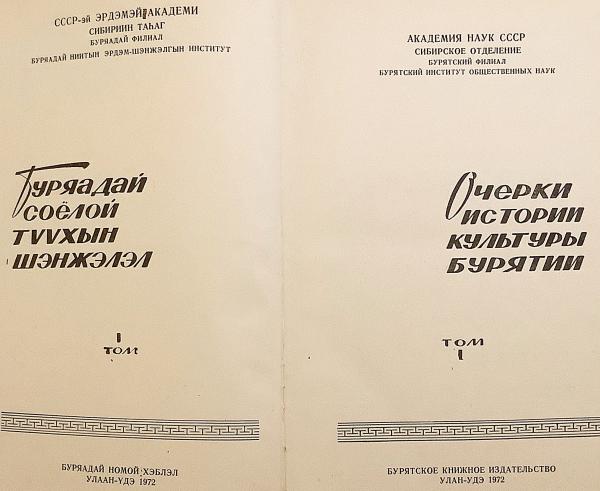 СССР-эй ЭРДЭМЭЙ АКАДЕМИ
СИБИРИИН ТАҺАГ
БУРЯАДАЙ ФИЛИАЛ
БУРЯАДАЙ НИИТЫН ЭРДЭМ-ШЭНЖЭЛГЫН ИНСТИТУТ
Буряадай
соёлой
түүхын
шэнжэлэл
I
том
БУРЯАДАЙ НОМОЙ ХЭБЛЭЛ
УЛААН-ҮДЭ 1972
АКАДЕМИЯ НАУК СССР
СИБИРСКОЕ ОТДЕЛЕНИЕ
БУРЯТСКИЙ ФИЛИАЛ
БУРЯТСКИЙ ИНСТИТУТ ОБЩЕСТВЕННЫХ НАУК
Очерки
истории
культуры
Бурятии
том
I
БУРЯТСКОЕ КНИЖНОЕ ИЗДАТЕЛЬСТВО
УЛАН-УДЭ 1972